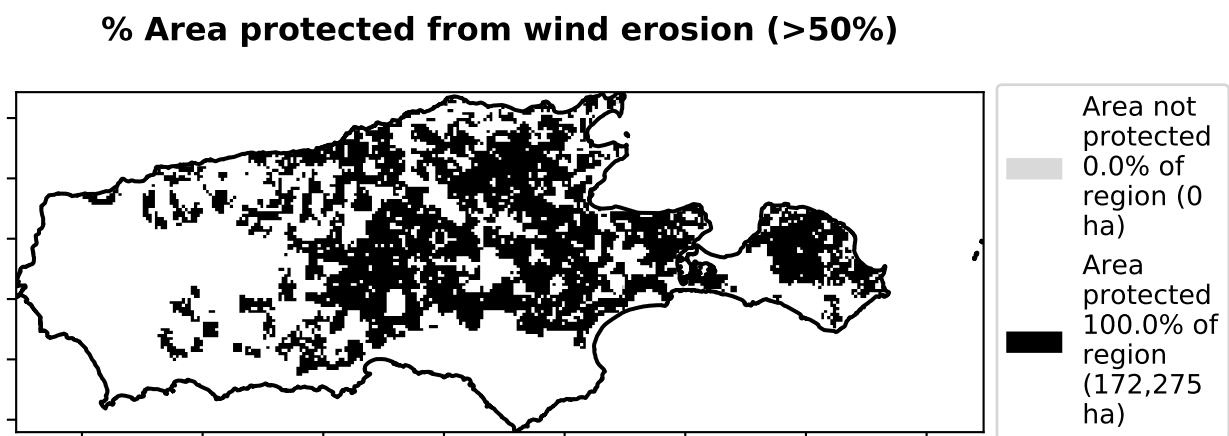 % Area protected from wind erosion (>50%)
Area not
protected
0.0% of
region (0
ha)
Area
protected
100.0% of
region
(172,275
ha)